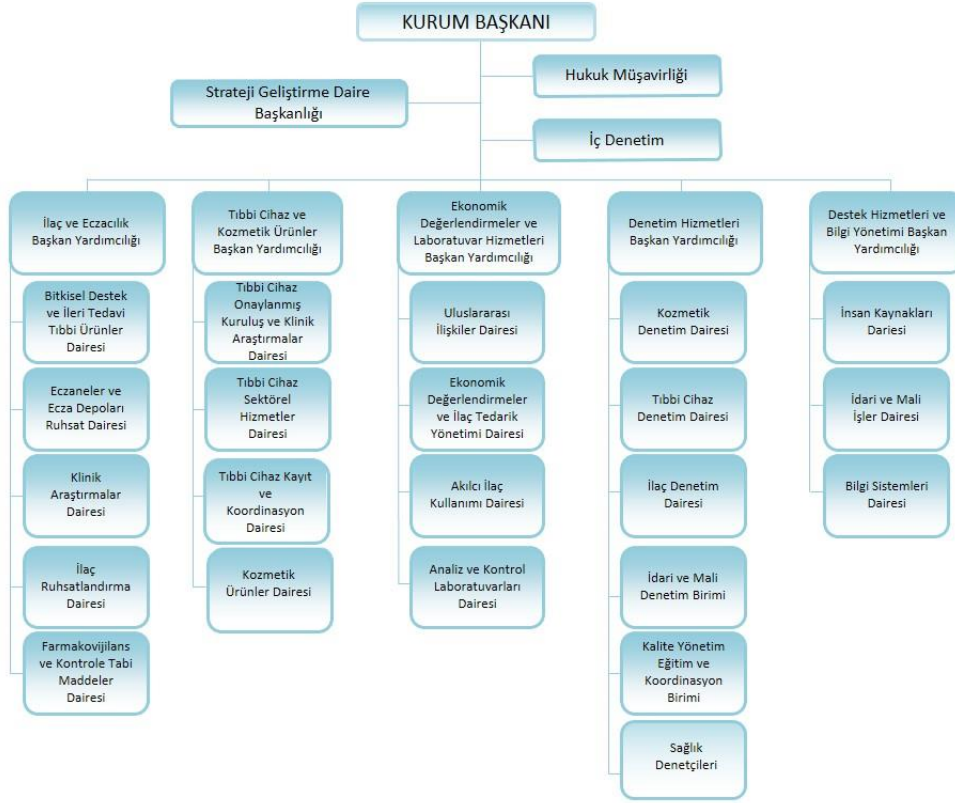 KURUM BAŞKANI
Hukuk Müşavirliği
Strateji Geliştirme Daire
Başkanlığı
İç Denetim
İlaç ve Eczacılık
Başkan Yardımcılığı
Bitkisel Destek
ve İleri Tedavi
Tıbbi Ürünler
Dairesi
Eczaneler ve
Ecza Depoları
Ruhsat Dairesi
Klinik
Araştırmalar
Dairesi
İlaç
Ruhsatlandırma
Dairesi
Farmakovijilans
ve Kontrole Tabi
Maddeler
Dairesi
Tıbbi Cihaz ve
Kozmetik Ürünler
Başkan Yardımcılığı
Tıbbi Cihaz
Onaylanmış
Kuruluş ve Klinik
Araştırmalar
Dairesi
Tıbbi Cihaz
Sektörel
Hizmetler
Dairesi
Tıbbi Cihaz Kayıt
ve
Koordinasyon
Dairesi
Kozmetik
Ürünler Dairesi
Ekonomik
Değerlendirmeler ve
Laboratuvar Hizmetleri
Başkan Yardımcılığı
Uluslararası
İlişkiler Dairesi
Ekonomik
Değerlendirmeler
ve İlaç Tedarik
Yönetimi Dairesi
Akılcı İlaç
Kullanımı Dairesi
Analiz ve Kontrol
Laboratuvarları
Dairesi
Denetim Hizmetleri
Başkan Yardımcılığı
Kozmetik
Denetim Dairesi
Tıbbi Cihaz
Denetim Dairesi
İlaç Denetim
Dairesi
İdari ve Mali
Denetim Birimi
Kalite Yönetim
Eğitim ve
Koordinasyon
Birimi
Sağlık
Denetçileri
Destek Hizmetleri ve
Bilgi Yönetimi Başkan
Yardımcılığı
İnsan Kaynakları
Dariesi
İdari ve Mali
İşler Dairesi
Bilgi Sistemleri
Dairesi